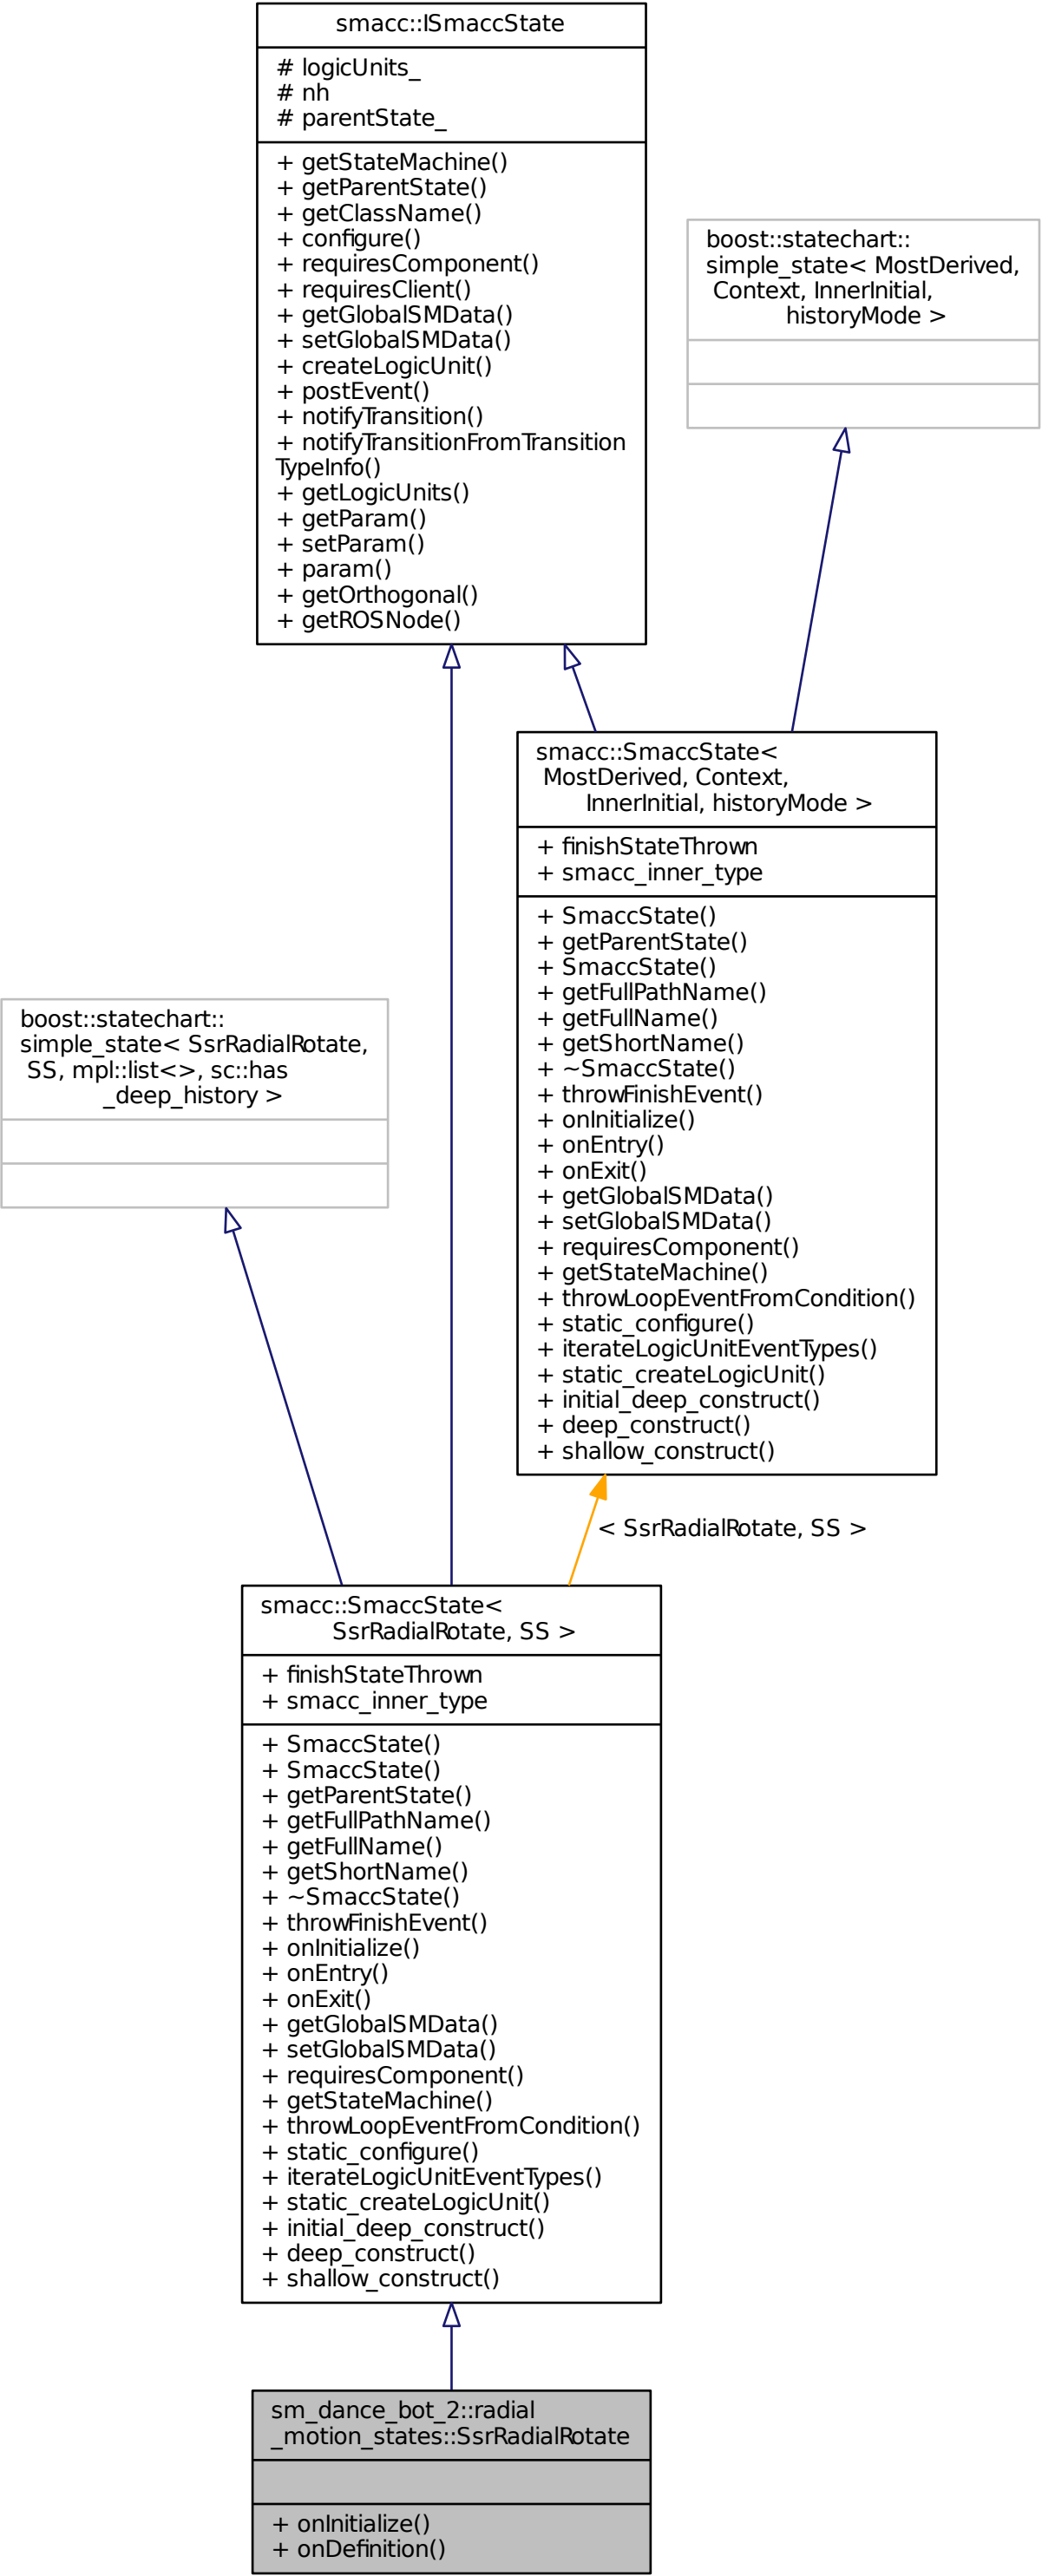 smacc::ISmaccState
# logicUnits_
# nh
# parentState_
+ getStateMachine()
+ getParentState()
+ getClassName()
+ configure()
+ requiresComponent()
+ requiresClient()
+ getGlobalSMData()
+ setGlobalSMData()
+ createLogicUnit()
+ postEvent()
+ notifyTransition()
+ notifyTransitionFromTransition
TypeInfo()
+ getLogicUnits()
+ getParam()
+ setParam()
+ param()
+ getOrthogonal()
+ getROSNode()
boost::statechart::
simple_state< MostDerived,
Context, InnerInitial,
historyMode >
smacc::SmaccState<
MostDerived, Context,
InnerInitial, historyMode >
+ finishStateThrown
+ smacc_inner_type
+ SmaccState()
+ getParentState()
+ SmaccState()
+ getFullPathName()
+ getFullName()
+ getShortName()
+ ~SmaccState()
+ throwFinishEvent()
+ onInitialize()
+ onEntry()
+ onExit()
+ getGlobalSMData()
+ setGlobalSMData()
+ requiresComponent()
+ getStateMachine()
+ throwLoopEventFromCondition()
+ static_configure()
+ iterateLogicUnitEventTypes()
+ static_createLogicUnit()
+ initial_deep_construct()
+ deep_construct()
+ shallow_construct()
boost::statechart::
simple_state< SsrRadialRotate,
SS, mpl::list<>, sc::has
_deep_history >
< SsrRadialRotate, SS >
smacc::SmaccState<
SsrRadialRotate, SS >
+ finishStateThrown
+ smacc_inner_type
+ SmaccState()
+ SmaccState()
+ getParentState()
+ getFullPathName()
+ getFullName()
+ getShortName()
+ ~SmaccState()
+ throwFinishEvent()
+ onInitialize()
+ onEntry()
+ onExit()
+ getGlobalSMData()
+ setGlobalSMData()
+ requiresComponent()
+ getStateMachine()
+ throwLoopEventFromCondition()
+ static_configure()
+ iterateLogicUnitEventTypes()
+ static_createLogicUnit()
+ initial_deep_construct()
+ deep_construct()
+ shallow_construct()
sm_dance_bot_2::radial
_motion_states::SsrRadialRotate
+ onInitialize()
+ onDefinition()